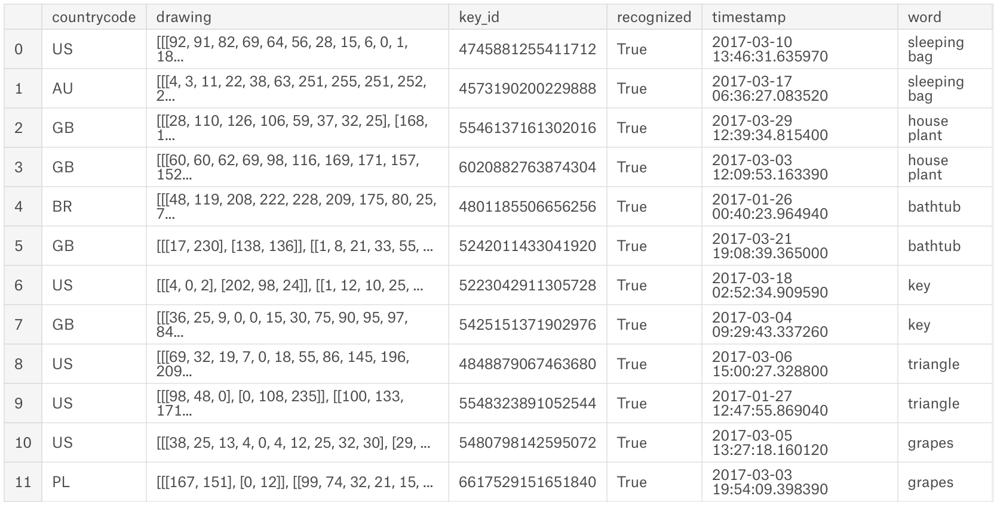 countrycode drawing key_id recognized timestamp word
0 US [[[92, 91, 82, 69, 64, 56, 28, 15, 6, 0, 1, 18... 4745881255411712 True 2017-03-10 13:46:31.635970 sleeping bag
1 AU [[[4, 3, 11, 22, 38, 63, 251, 255, 251, 252, 2... 4573190200229888 True 2017-03-17 06:36:27.083520 sleeping bag
2 GB [[[28, 110, 126, 106, 59, 37, 32, 25], [168, 1... 5546137161302016 True 2017-03-29 12:39:34.815400 house plant
3 GB [[[60, 60, 62, 69, 98, 116, 169, 171, 157, 152... 6020882763874304 True 2017-03-03 12:09:53.163390 house plant
4 BR [[[48, 119, 208, 222, 228, 209, 175, 80, 25, 7... 4801185506656256 True 2017-01-26 00:40:23.964940 bathtub
5 GB [[[17, 230], [138, 136]], [[1, 8, 21, 33, 55, ... 5242011433041920 True 2017-03-21 19:08:39.365000 bathtub
6 US [[[4, 0, 2], [202, 98, 24]], [[1, 12, 10, 25, ... 5223042911305728 True 2017-03-18 02:52:34.909590 key
7 GB [[[36, 25, 9, 0, 0, 15, 30, 75, 90, 95, 97, 84... 5425151371902976 True 2017-03-04 09:29:43.337260 key
8 US [[[69, 32, 19, 7, 0, 18, 55, 86, 145, 196, 209... 4848879067463680 True 2017-03-06 15:00:27.328800 triangle
9 US [[[98, 48, 0], [0, 108, 235]], [[100, 133, 171... 5548323891052544 True 2017-01-27 12:47:55.869040 triangle
10 US [[[38, 25, 13, 4, 0, 4, 12, 25, 32, 30], [29, ... 5480798142595072 True 2017-03-05 13:27:18.160120 grapes
11 PL [[[167, 151], [0, 12]], [[99, 74, 32, 21, 15, ... 6617529151651840 True 2017-03-03 19:54:09.398390 grapes